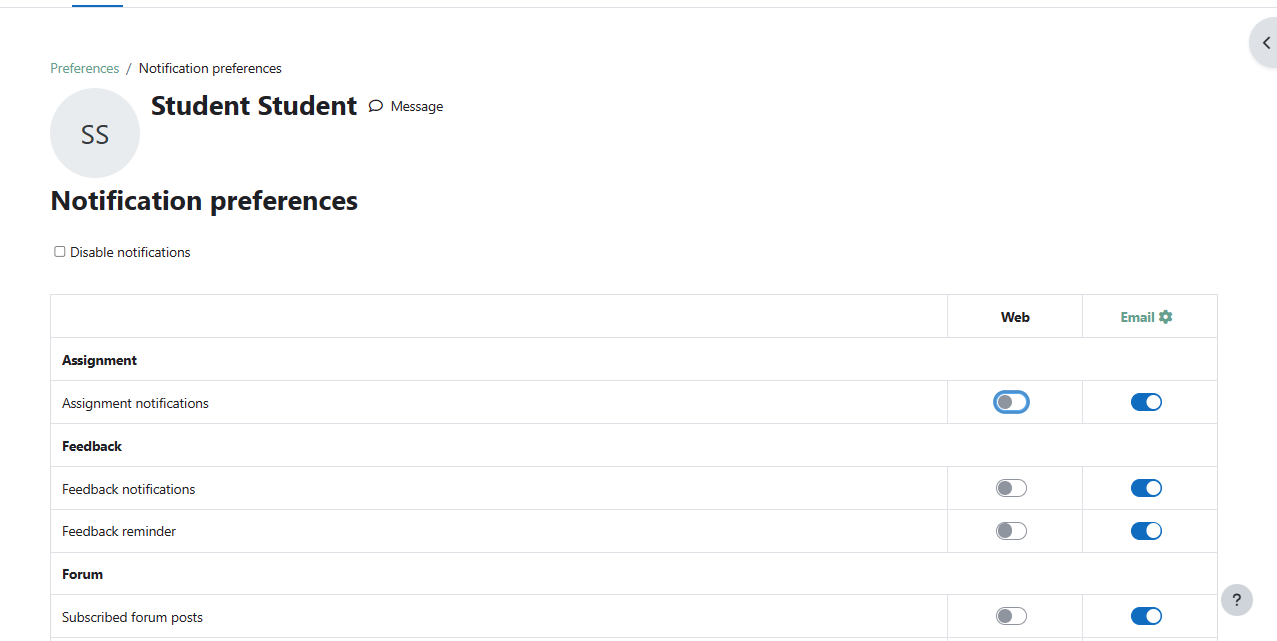 Preferences / Notification preferences
SS
Student Student Message
Notification preferences
Disable notifications
Web Email
Assignment
Assignment notifications
Feedback
Feedback notifications
Feedback reminder
Forum
Subscribed forum posts
?